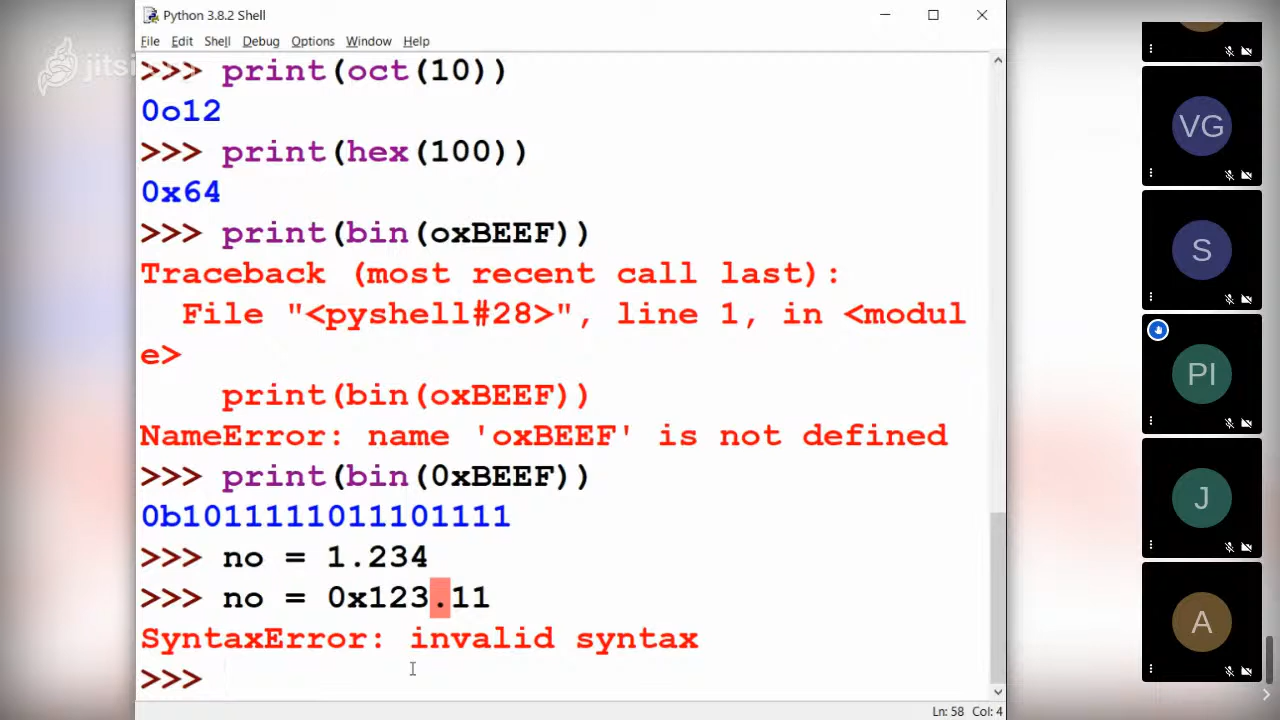 Python 3.8.2 Shell
File Edit Shell Debug Options Window Help
jitsi
>>> print(oct(10))
0o12
>>> print(hex(100))
0x64
>>> print(bin(oxBEEF))
Traceback (most recent call last):
  File "<pyshell#28>", line 1, in <modul
e>
    print(bin(oxBEEF))
NameError: name 'oxBEEF' is not defined
>>> print(bin(0xBEEF))
0b1011111011101111
>>> no = 1.234
>>> no = 0x123.11
SyntaxError: invalid syntax
>>>
Ln: 58 Col: 4
VG
S
PI
J
A